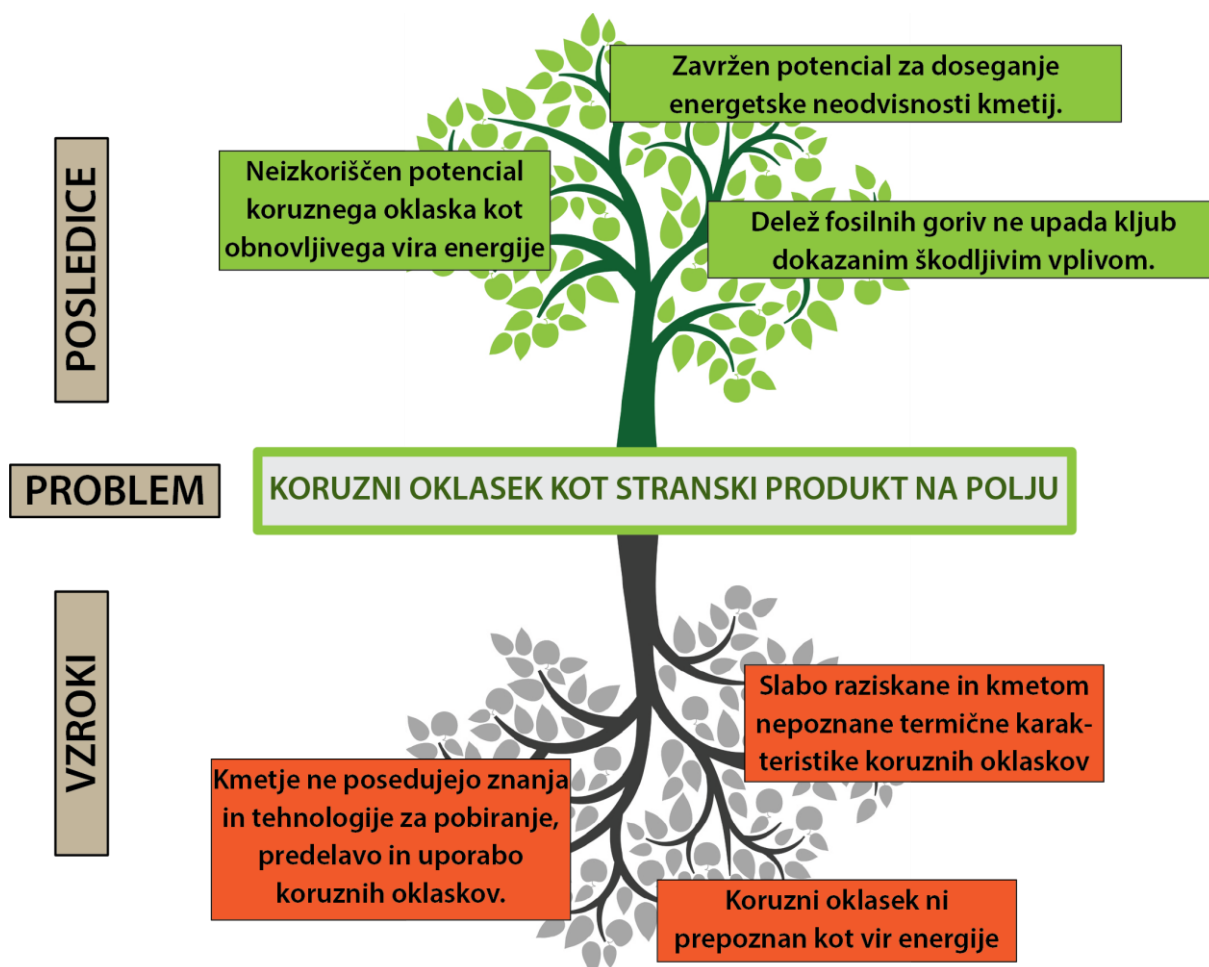 Zavržen potencial za doseganje
energetske neodvisnosti kmetij.
POSLEDICE
Neizkoriščen potencial
koruznega oklaska kot
obnovljivega vira energije
Delež fosilnih goriv ne upada kljub
dokazanim škodljivim vplivom.
PROBLEM
KORUZNI OKLASEK KOT STRANSKI PRODUKT NA POLJU
VZROKI
Slabo raziskane in kmetom
nepoznane termične karak-
teristike koruznih oklaskov
Kmetje ne posedujejo znanja
in tehnologije za pobiranje,
predelavo in uporabo
koruznih oklaskov.
Koruzni oklasek ni
prepoznan kot vir energije